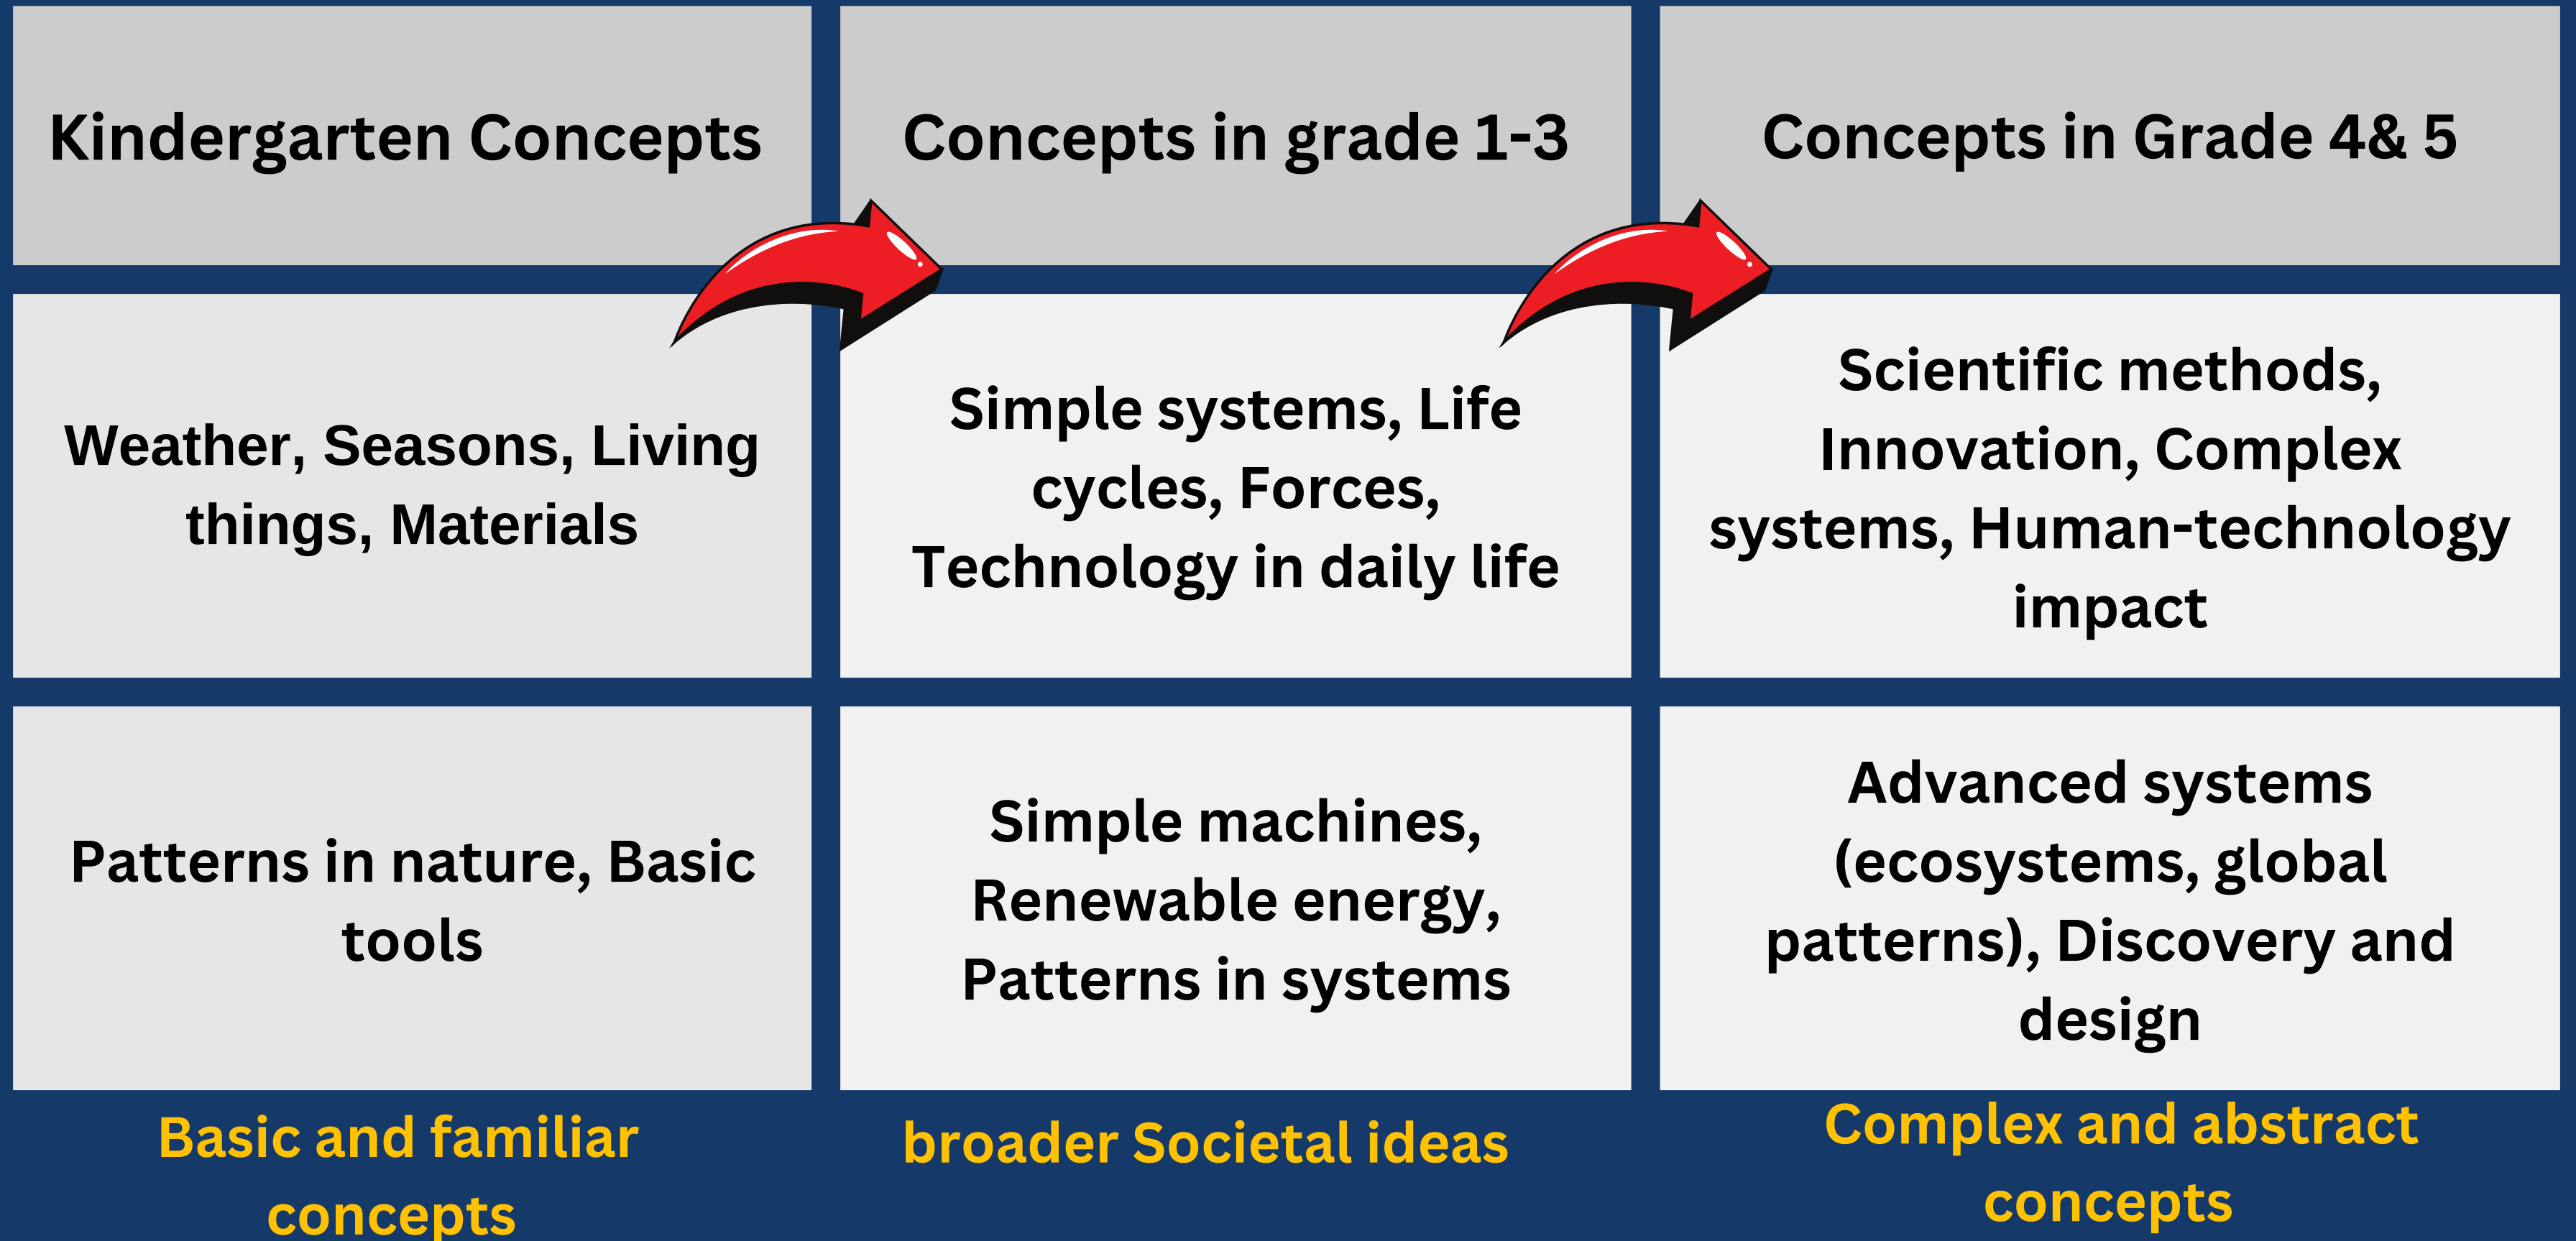 Kindergarten Concepts
Concepts in grade 1-3
Concepts in Grade 4& 5
Weather, Seasons, Living
things, Materials
Simple systems, Life
cycles, Forces,
Technology in daily life
Scientific methods,
Innovation, Complex
systems, Human-technology
impact
Patterns in nature, Basic
tools
Simple machines,
Renewable energy,
Patterns in systems
Advanced systems
(ecosystems, global
patterns), Discovery and
design
Basic and familiar
concepts
broader Societal ideas
Complex and abstract
concepts